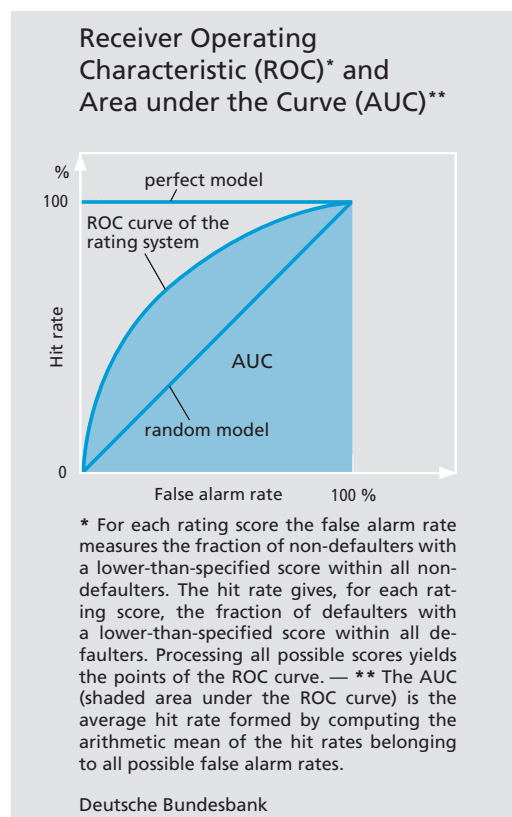 Receiver Operating
Characteristic (ROC)* and
Area under the Curve (AUC)**
%
100
perfect model
ROC curve of the
rating system
Hit rate
AUC
random model
0
False alarm rate 100 %
* For each rating score the false alarm rate
measures the fraction of non-defaulters with
a lower-than-specified score within all non-
defaulters. The hit rate gives, for each rat-
ing score, the fraction of defaulters with
a lower-than-specified score within all de-
faulters. Processing all possible scores yields
the points of the ROC curve. — ** The AUC
(shaded area under the ROC curve) is the
average hit rate formed by computing the
arithmetic mean of the hit rates belonging
to all possible false alarm rates.
Deutsche Bundesbank